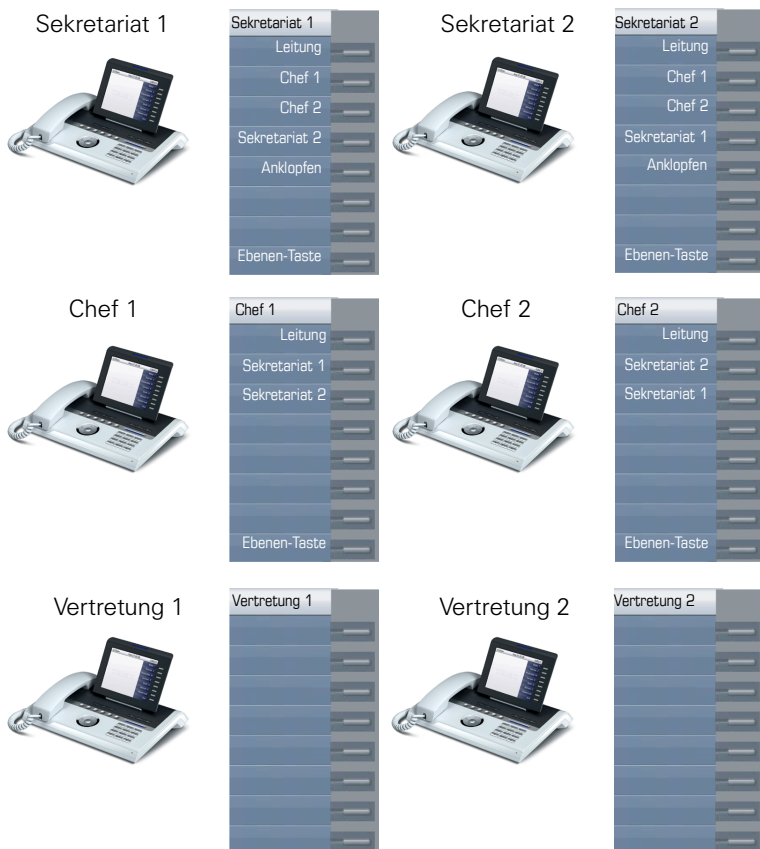 Sekretariat 1
Sekretariat 1
Leitung
Chef 1
Chef 2
Sekretariat 2
Anklopfen
Ebenen-Taste
Sekretariat 2
Sekretariat 2
Leitung
Chef 1
Chef 2
Sekretariat 1
Anklopfen
Ebenen-Taste
Chef 1
Chef 1
Leitung
Sekretariat 1
Sekretariat 2
Ebenen-Taste
Chef 2
Chef 2
Leitung
Sekretariat 2
Sekretariat 1
Ebenen-Taste
Vertretung 1
Vertretung 1
Vertretung 2
Vertretung 2